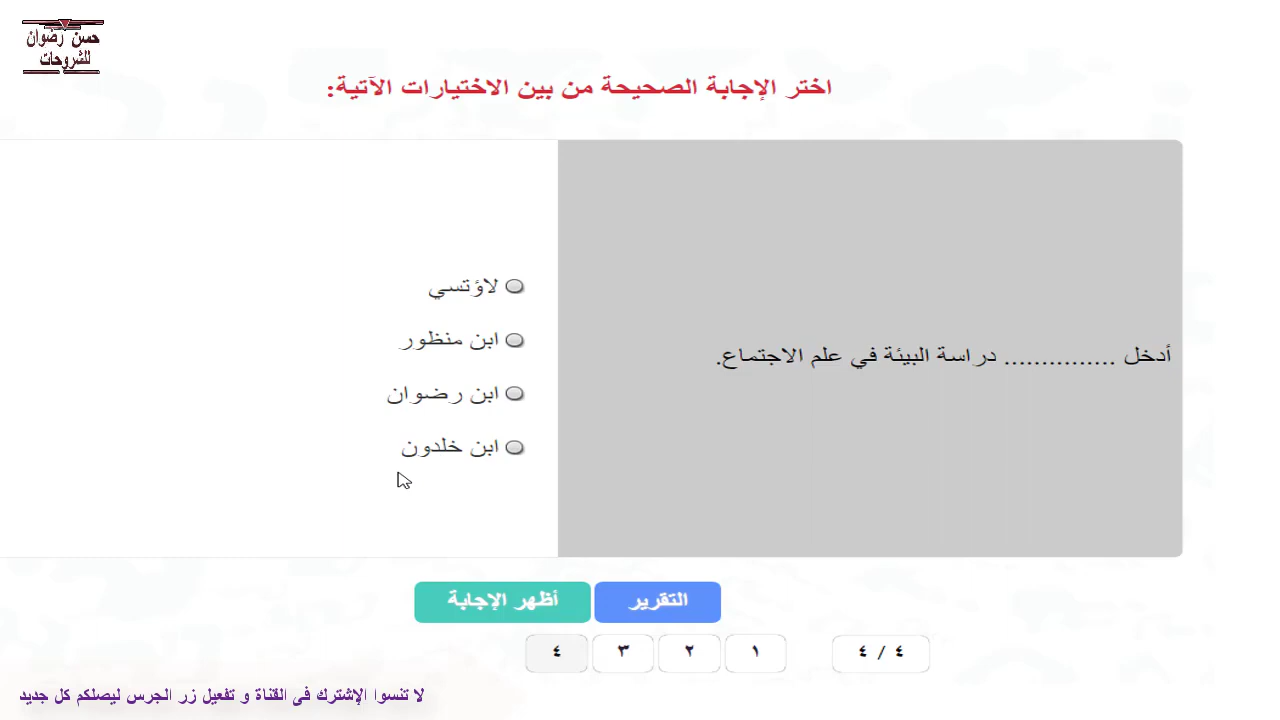 حسن رضوان
للشروحات
اختر الإجابة الصحيحة من بين الاختيارات الآتية:
أدخل ............... دراسة البيئة في علم الاجتماع.
لاؤتسي
ابن منظور
ابن رضوان
ابن خلدون
التقرير
أظهر الإجابة
٤ / ٤
١
٢
٣
٤
لا تنسوا الإشترك فى القناة و تفعيل زر الجرس ليصلكم كل جديد